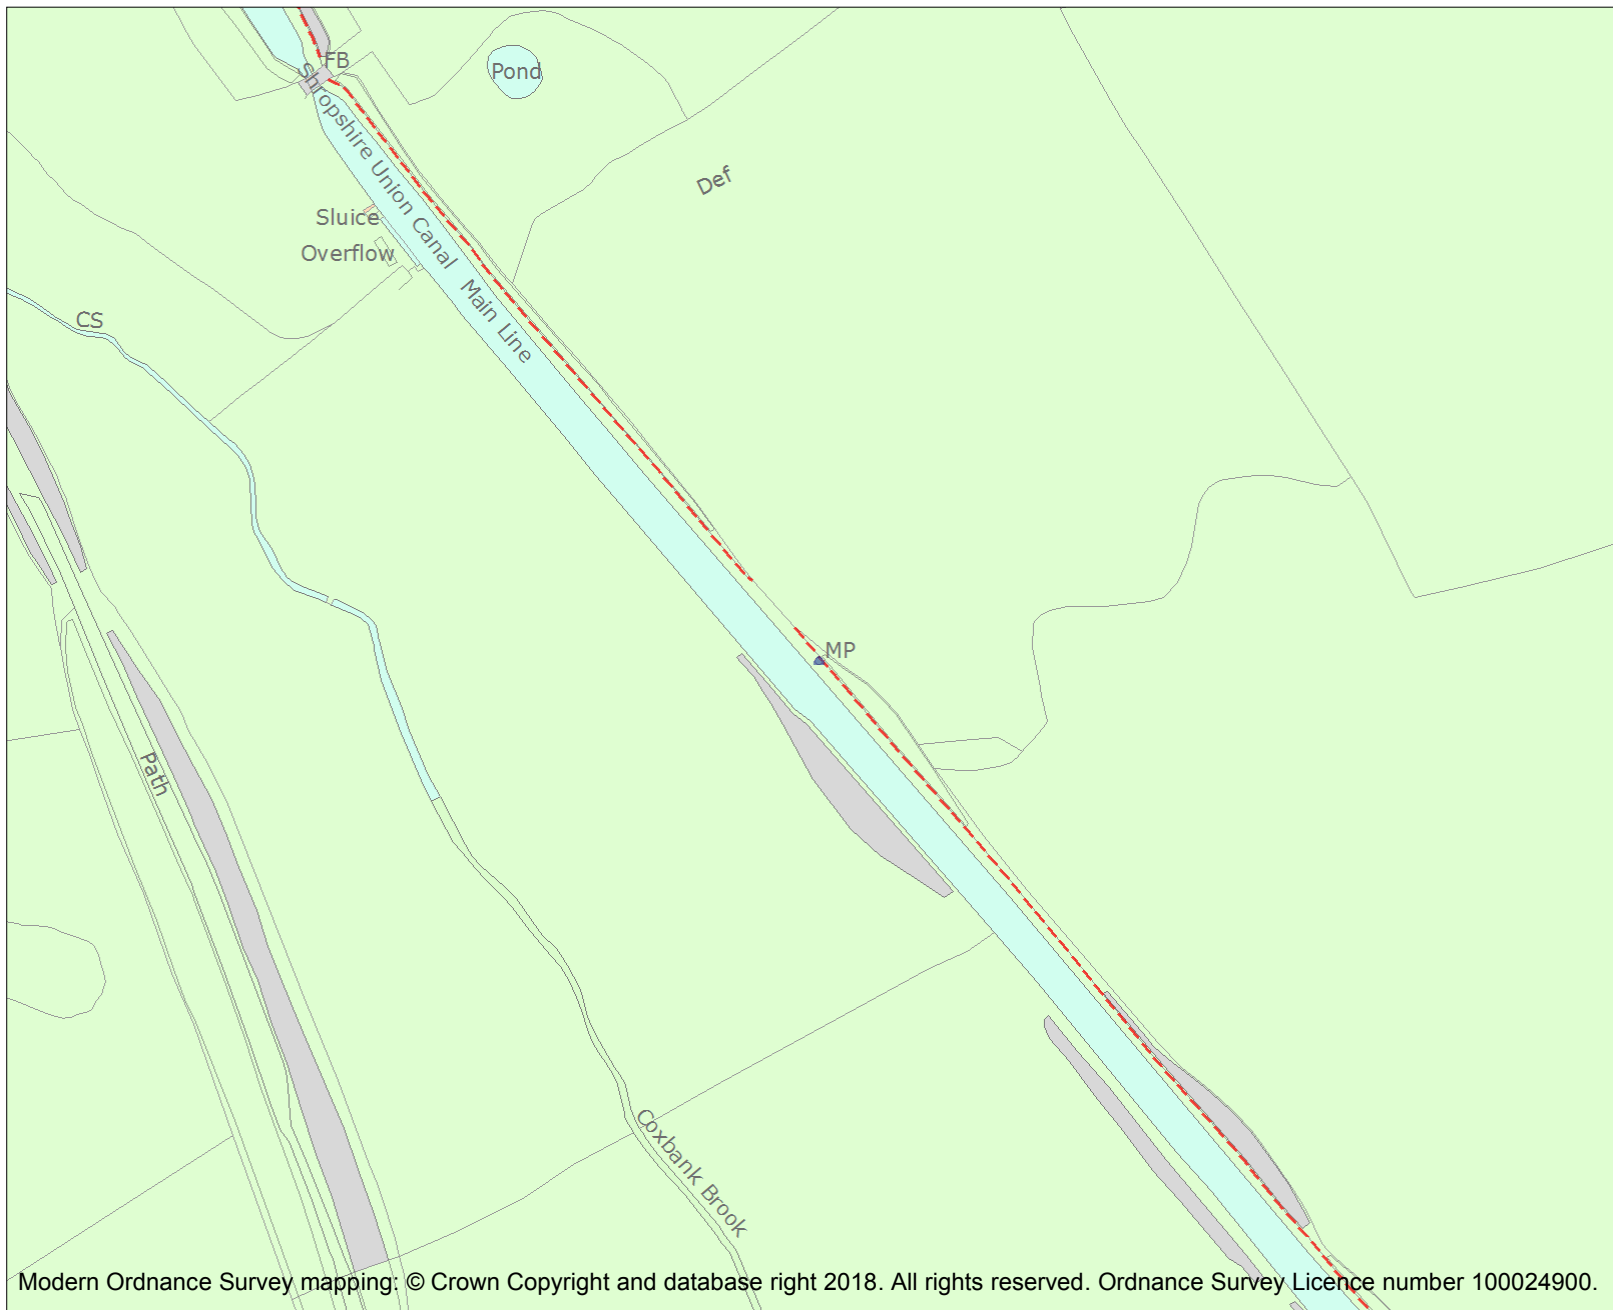 FB
Pond
Shropshire Union Canal Main Line
Def
Sluice
Overflow
CS
MP
Path
Coxbank Brook
Modern Ordnance Survey mapping: © Crown Copyright and database right 2018. All rights reserved. Ordnance Survey Licence number 100024900.